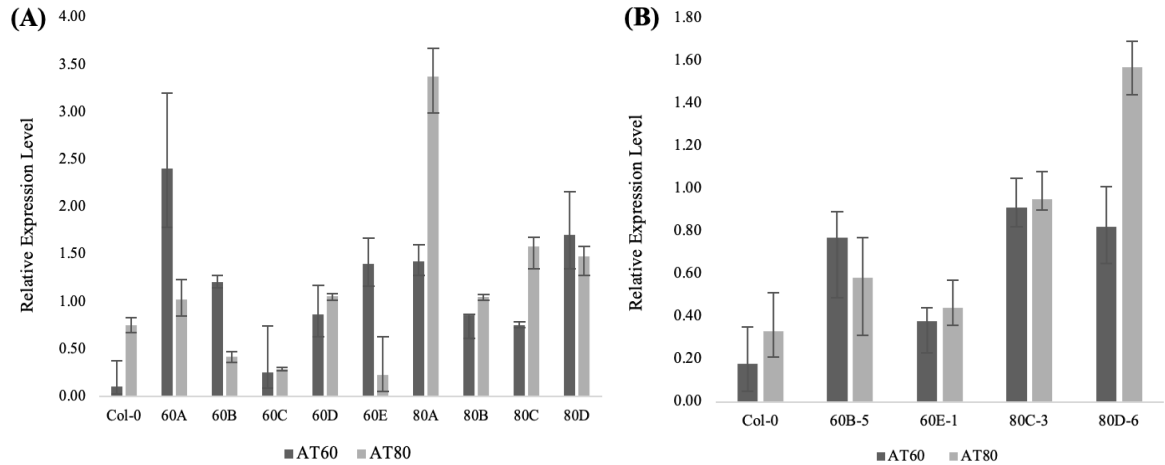 (A)
Relative Expression Level
4.00
3.50
3.00
2.50
2.00
1.50
1.00
0.50
0.00
Col-0 60A 60B 60C 60D 60E 80A 80B 80C 80D
AT60 AT80
(B)
Relative Expression Level
1.80
1.60
1.40
1.20
1.00
0.80
0.60
0.40
0.20
0.00
Col-0 60B-5 60E-1 80C-3 80D-6
AT60 AT80